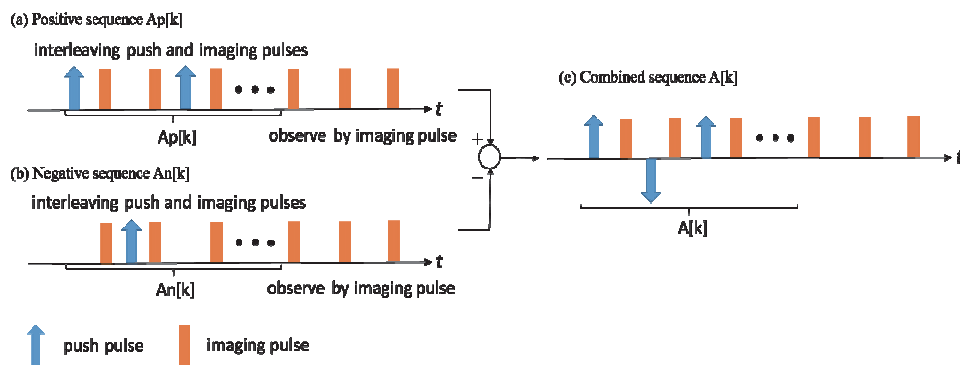 (a) Positive sequence Ap[k]
interleaving push and imaging pulses
t
Ap[k]
observe by imaging pulse
(b) Negative sequence An[k]
interleaving push and imaging pulses
t
An[k]
observe by imaging pulse
+
−
(c) Combined sequence A[k]
t
A[k]
push pulse
imaging pulse